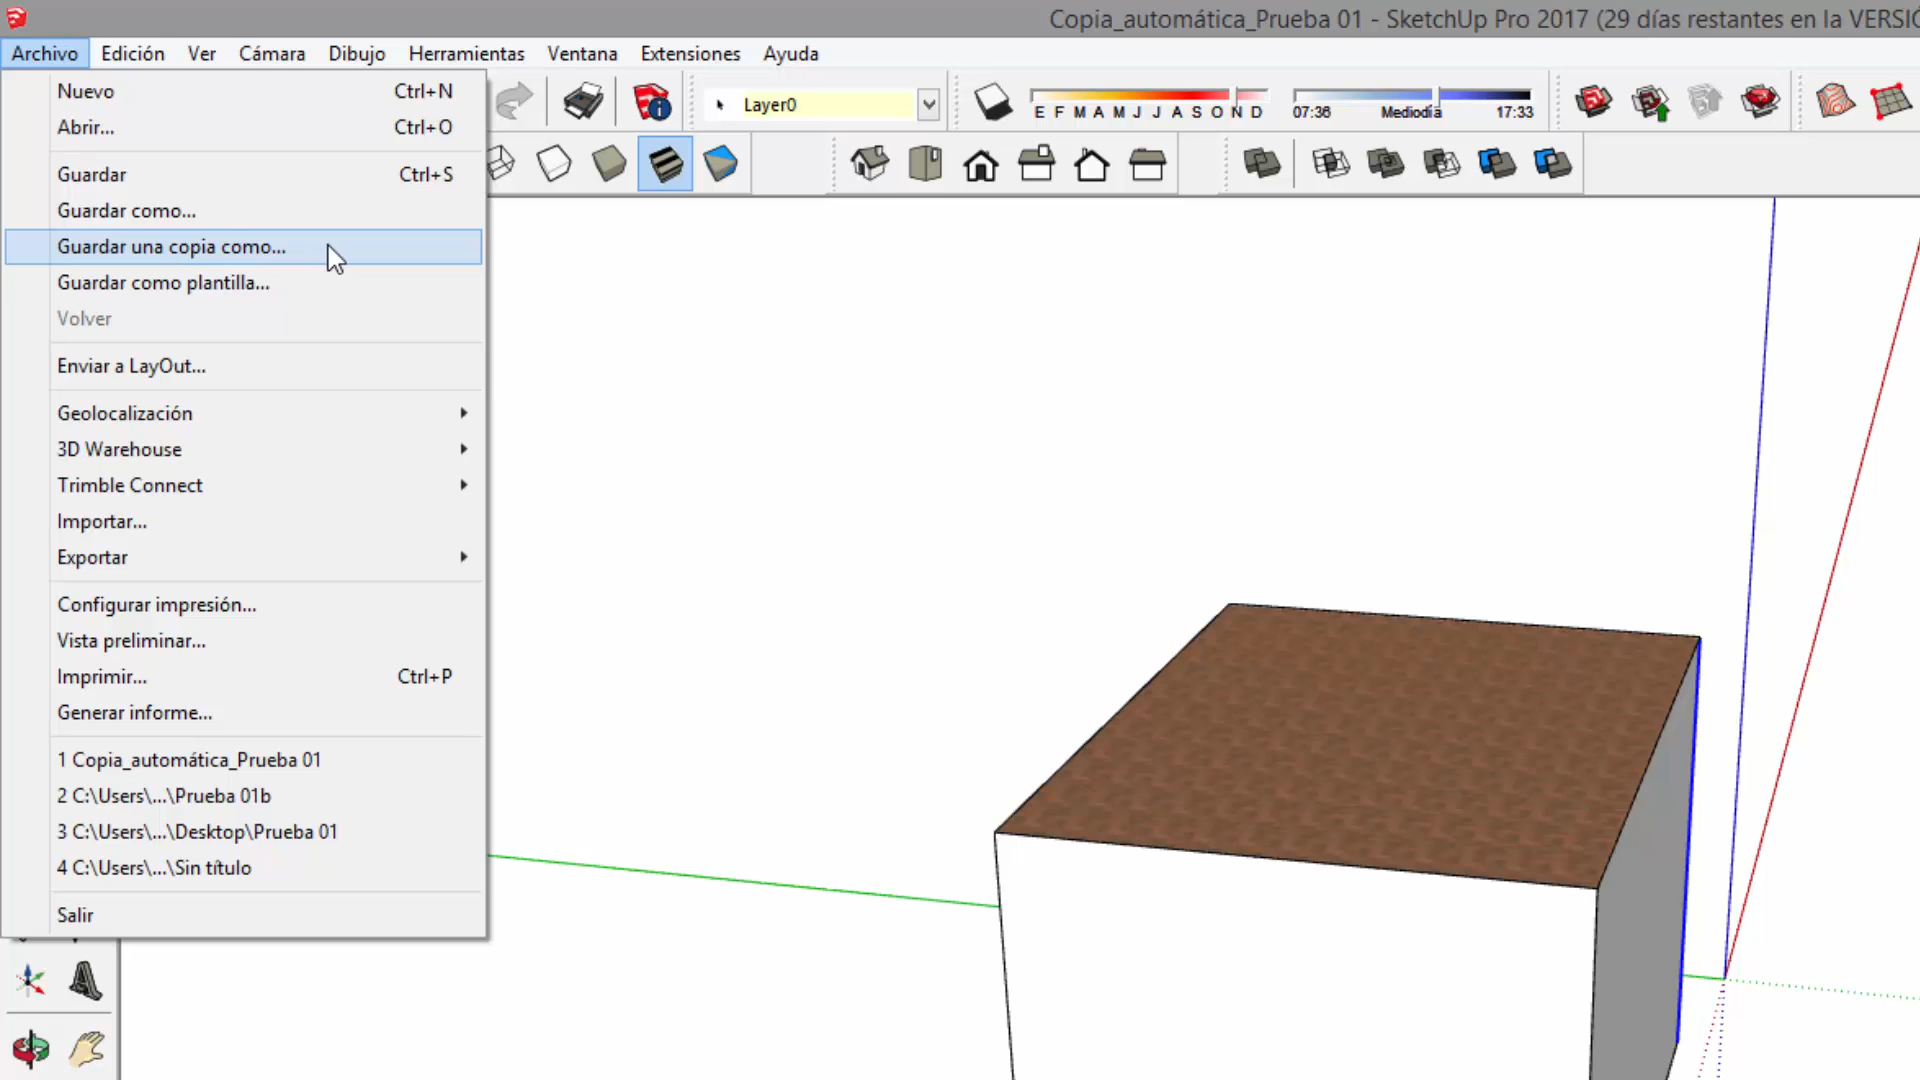 Copia_automática_Prueba 01 - SketchUp Pro 2017 (29 días restantes en la VERSIÓ
Archivo Edición Ver Cámara Dibujo Herramientas Ventana Extensiones Ayuda
Nuevo Ctrl+N
Abrir... Ctrl+O
Layer0
E F M A M J J A S O N D
07:36 Mediodía 17:33
Guardar Ctrl+S
Guardar como...
Guardar una copia como...
Guardar como plantilla...
Volver
Enviar a LayOut...
Geolocalización
3D Warehouse
Trimble Connect
Importar...
Exportar
Configurar impresión...
Vista preliminar...
Imprimir... Ctrl+P
Generar informe...
1 Copia_automática_Prueba 01
2 C:\Users\...\Prueba 01b
3 C:\Users\...\Desktop\Prueba 01
4 C:\Users\...\Sin título
Salir